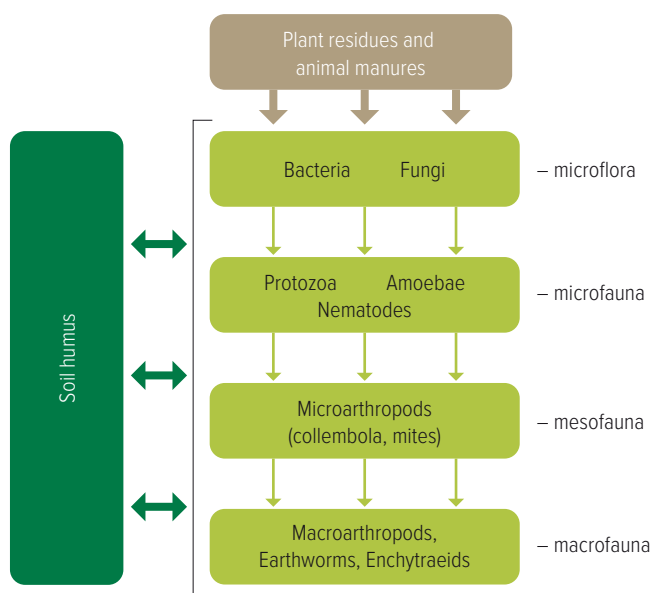 Plant residues and
animal manures
Bacteria Fungi
– microflora
Protozoa Amoebae
Nematodes
– microfauna
Soil humus
Microarthropods
(collembola, mites)
– mesofauna
Macroarthropods,
Earthworms, Enchytraeids
– macrofauna